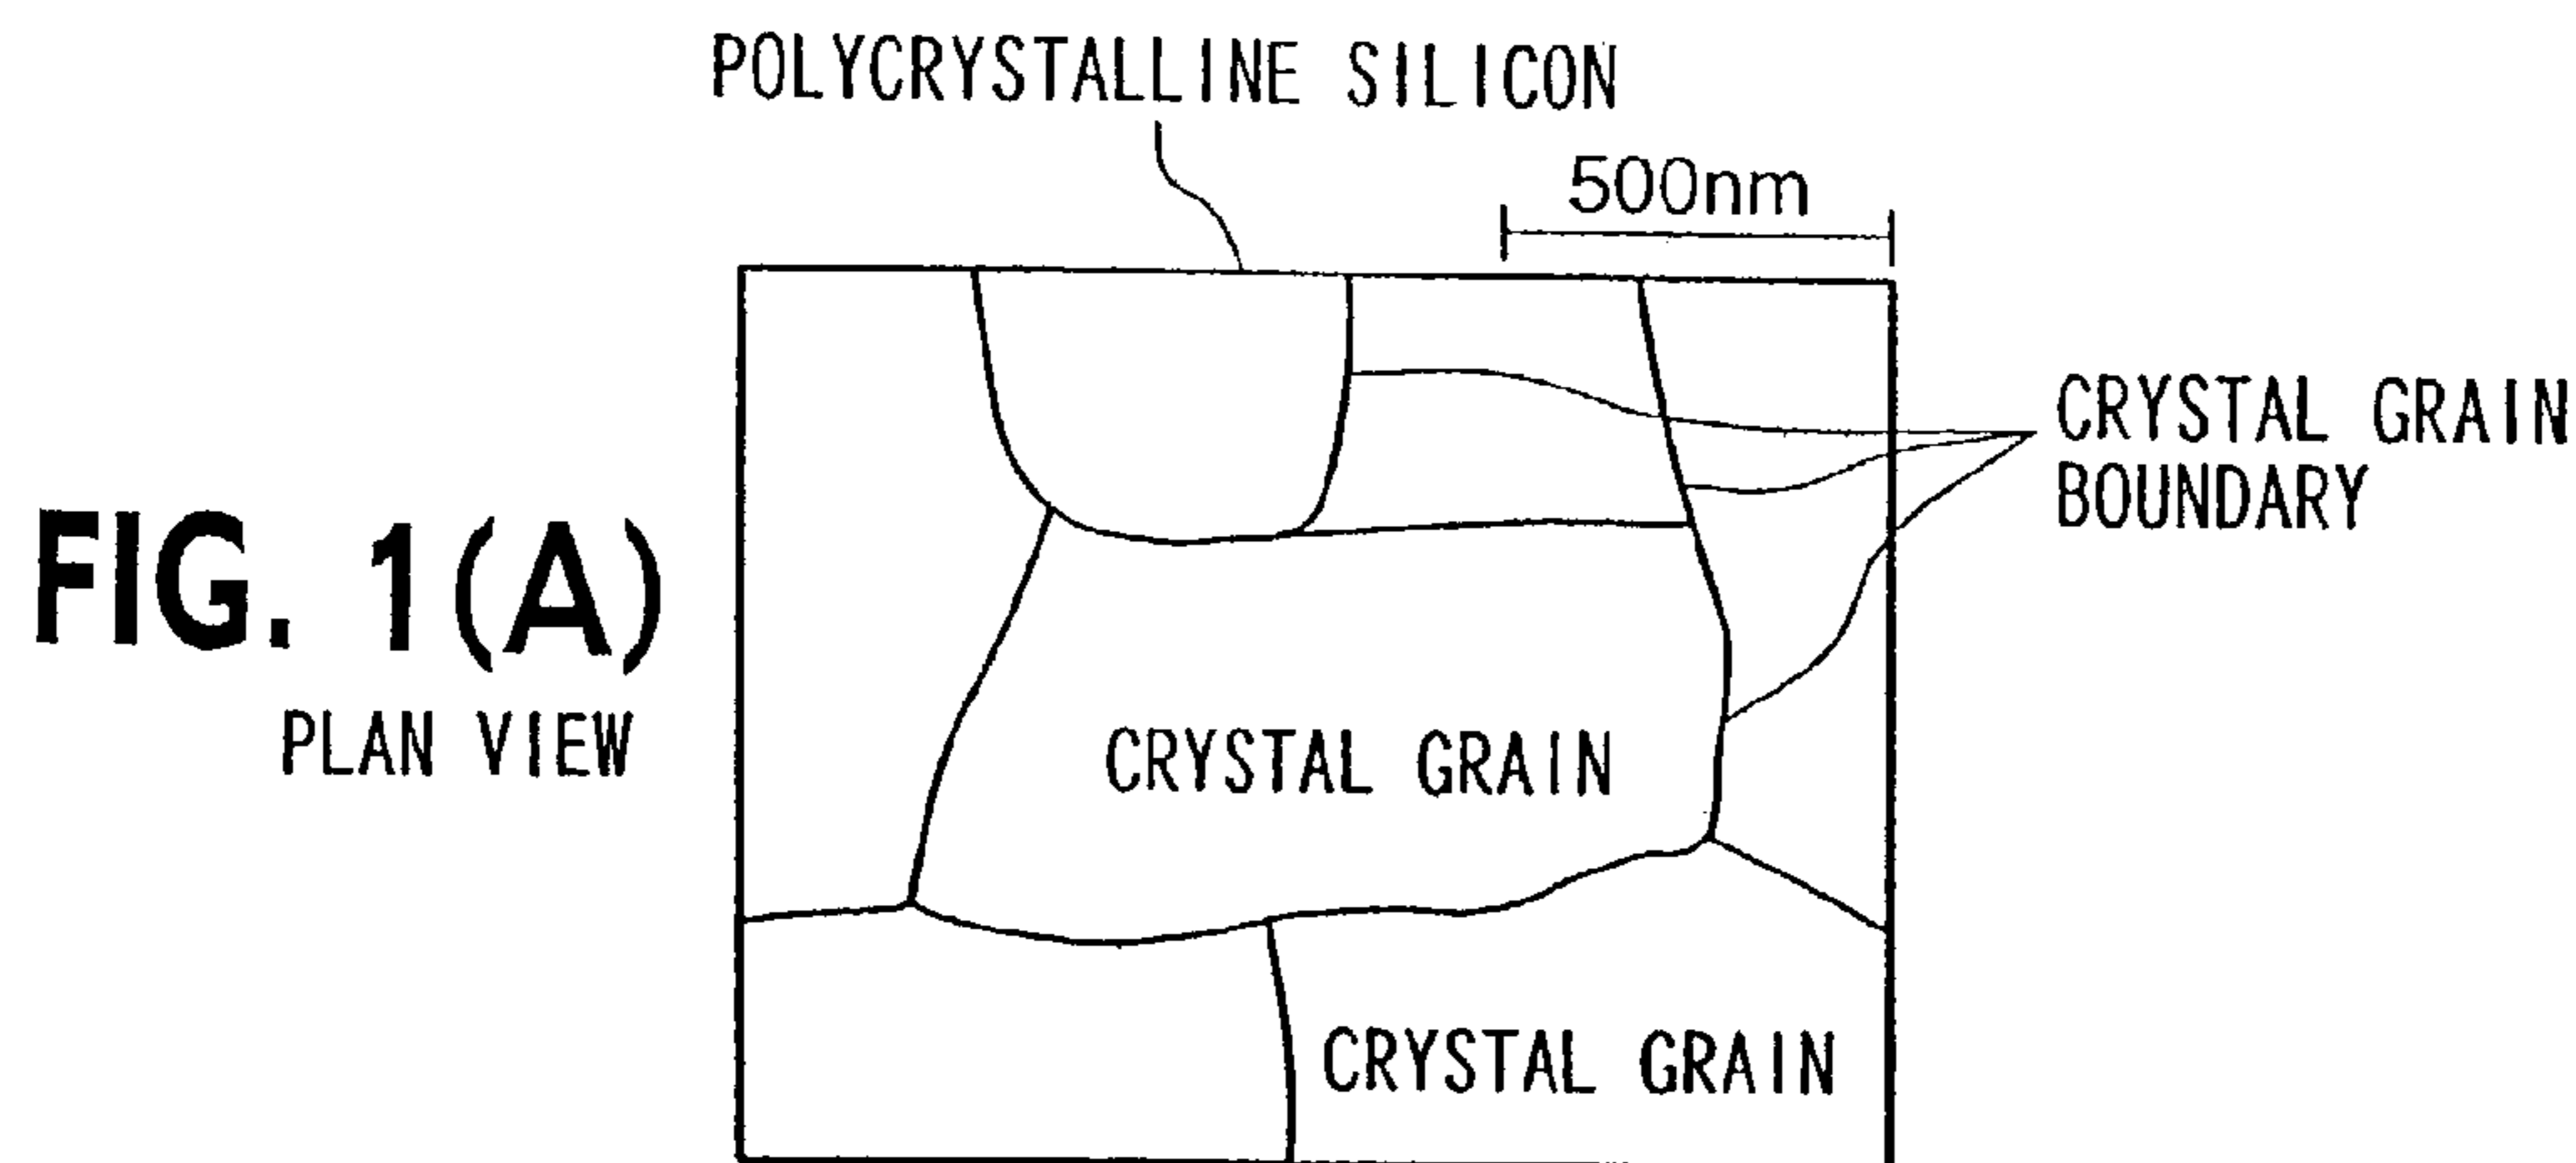 POLYCRYSTALLINE SILICON
500nm
CRYSTAL GRAIN
BOUNDARY
FIG. 1(A)
PLAN VIEW
CRYSTAL GRAIN
CRYSTAL GRAIN